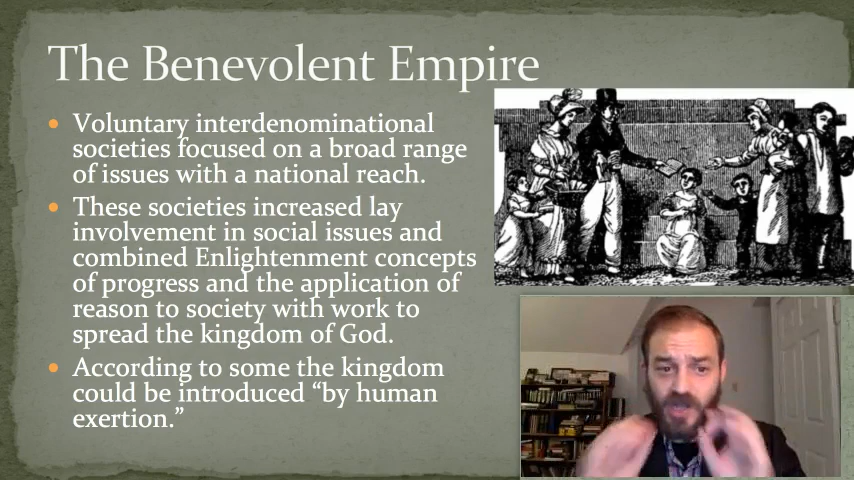 The Benevolent Empire
Voluntary interdenominational
societies focused on a broad range
of issues with a national reach.
These societies increased lay
involvement in social issues and
combined Enlightenment concepts
of progress and the application of
reason to society with work to
spread the kingdom of God.
According to some the kingdom
could be introduced “by human
exertion.”